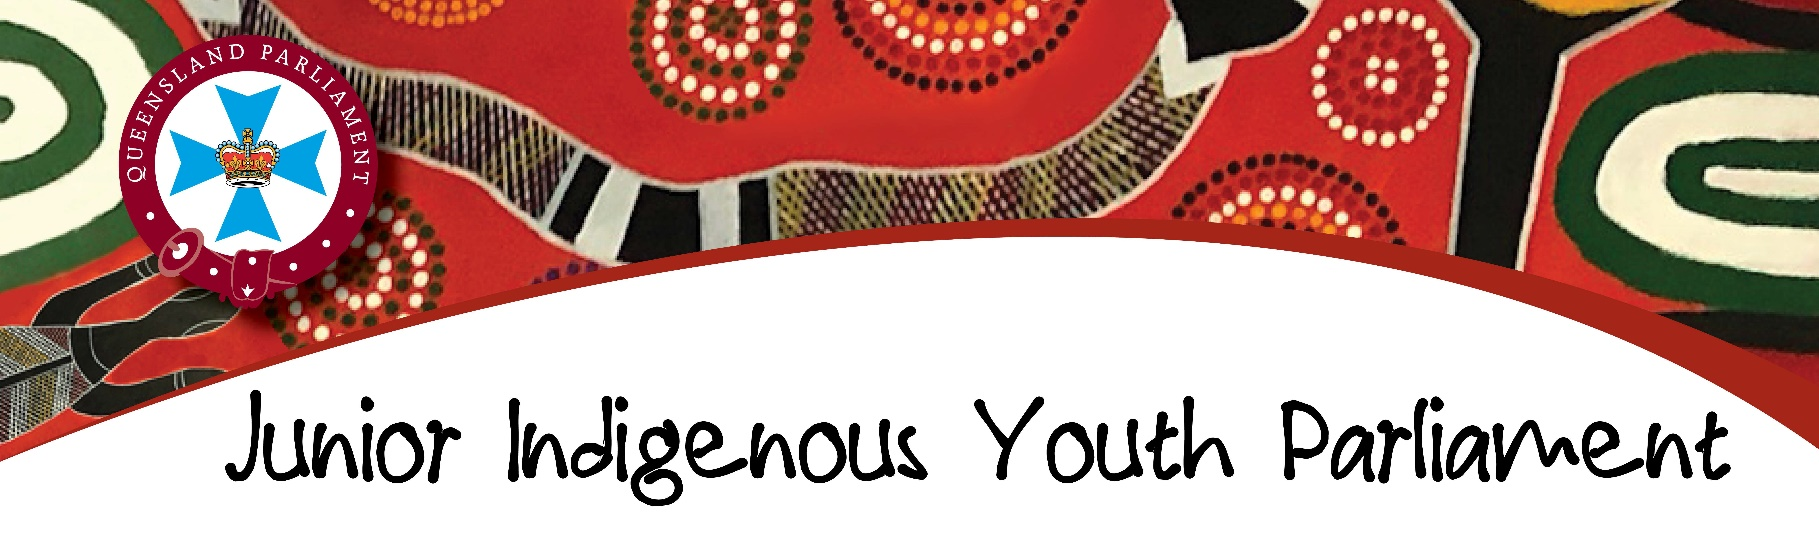 QUEENSLAND PARLIAMENT
Junior Indigenous Youth Parliament